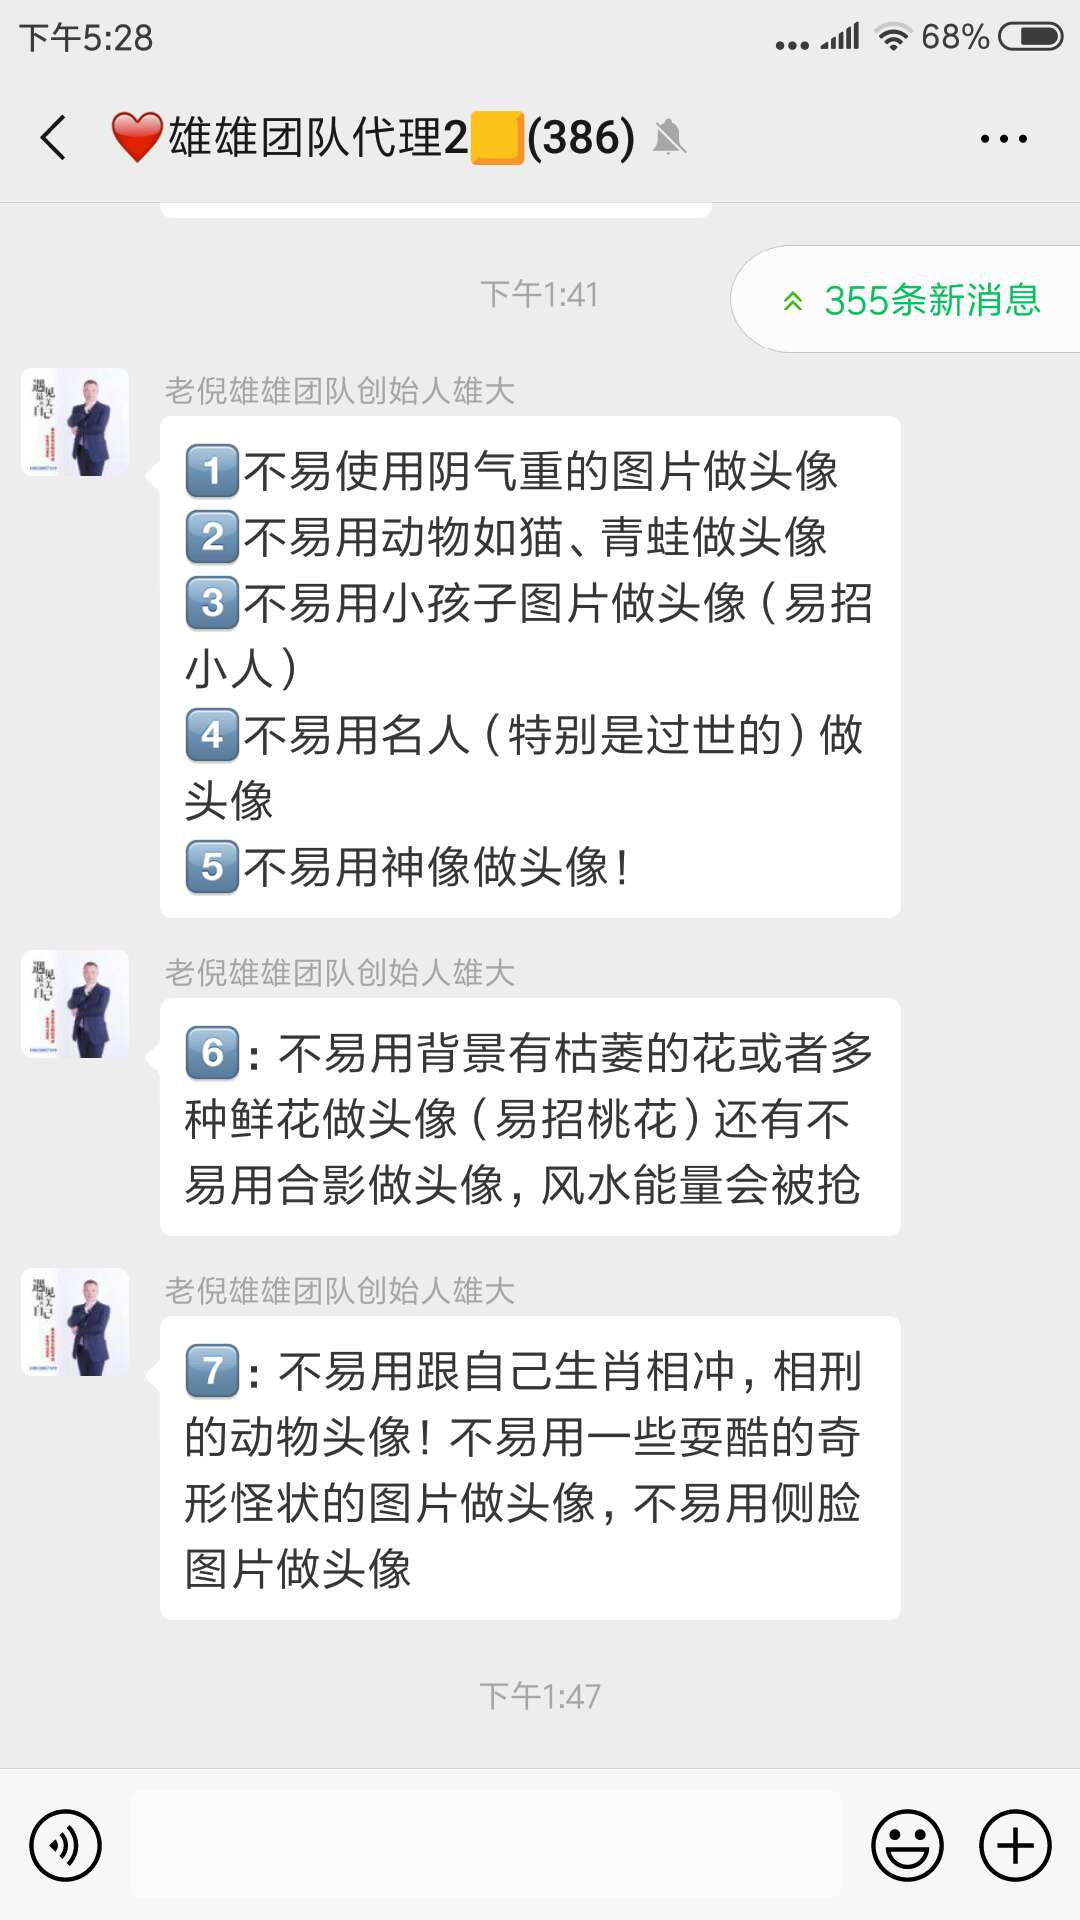 下午5:28
68%
❤️雄雄团队代理2🟨(386)
下午1:41
355条新消息
老倪雄雄团队创始人雄大
1️⃣不易使用阴气重的图片做头像
2️⃣不易用动物如猫、青蛙做头像
3️⃣不易用小孩子图片做头像（易招
小人）
4️⃣不易用名人（特别是过世的）做
头像
5️⃣不易用神像做头像！
老倪雄雄团队创始人雄大
6️⃣：不易用背景有枯萎的花或者多
种鲜花做头像（易招桃花）还有不
易用合影做头像，风水能量会被抢
老倪雄雄团队创始人雄大
7️⃣：不易用跟自己生肖相冲，相刑
的动物头像！不易用一些耍酷的奇
形怪状的图片做头像，不易用侧脸
图片做头像
下午1:47